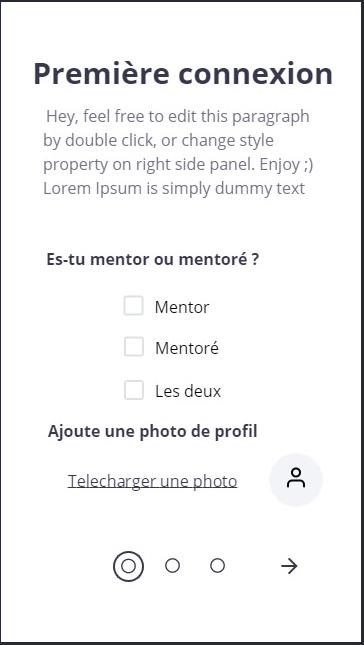 Première connexion
Hey, feel free to edit this paragraph
by double click, or change style
property on right side panel. Enjoy ;)
Lorem Ipsum is simply dummy text
Es-tu mentor ou mentoré ?
Mentor
Mentoré
Les deux
Ajoute une photo de profil
Telecharger une photo